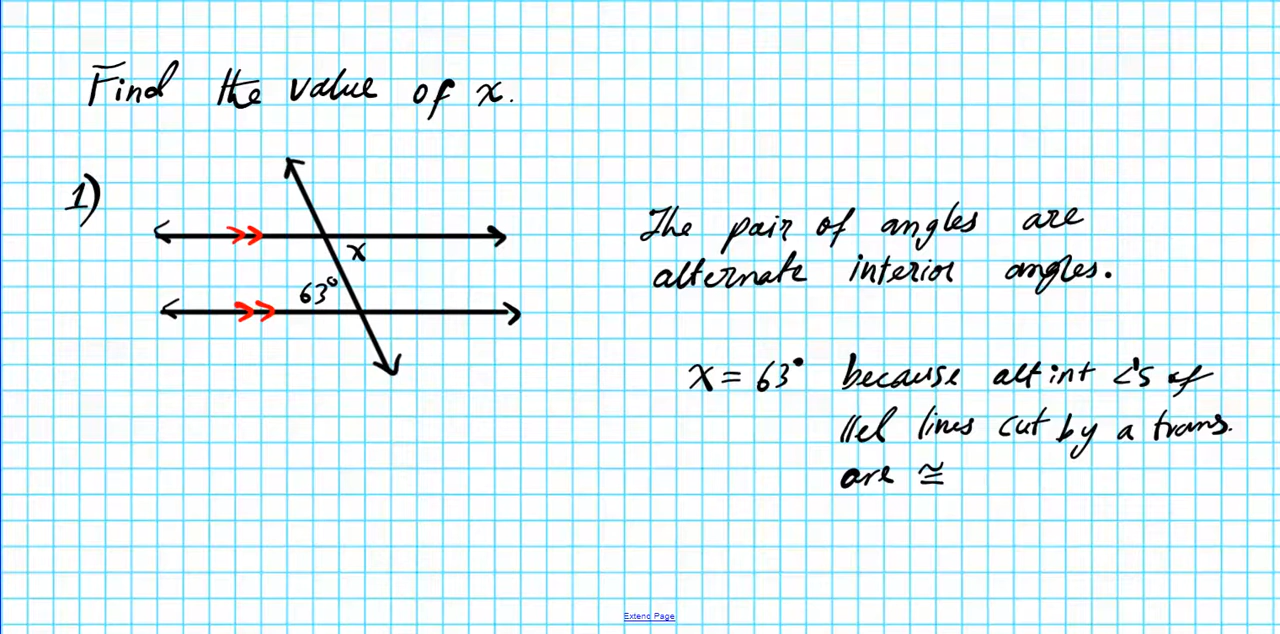 Find the value of x.
1)
x
63°
The pair of angles are
alternate interior angles.
x = 63° because alt int ∠'s of
llel lines cut by a trans.
are ≅
Extend Page